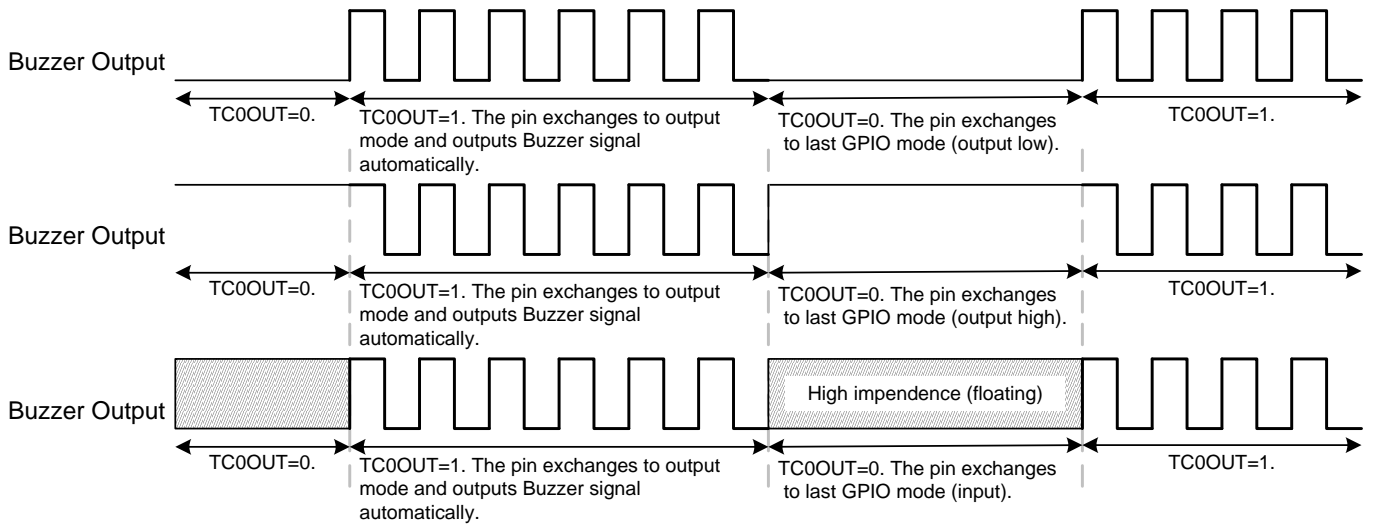 Buzzer Output
TC0OUT=0.
TC0OUT=1. The pin exchanges to output
mode and outputs Buzzer signal
automatically.
TC0OUT=0. The pin exchanges
to last GPIO mode (output low).
TC0OUT=1.
Buzzer Output
TC0OUT=0.
TC0OUT=1. The pin exchanges to output
mode and outputs Buzzer signal
automatically.
TC0OUT=0. The pin exchanges
to last GPIO mode (output high).
TC0OUT=1.
Buzzer Output
High impendence (floating)
TC0OUT=0.
TC0OUT=1. The pin exchanges to output
mode and outputs Buzzer signal
automatically.
TC0OUT=0. The pin exchanges
to last GPIO mode (input).
TC0OUT=1.